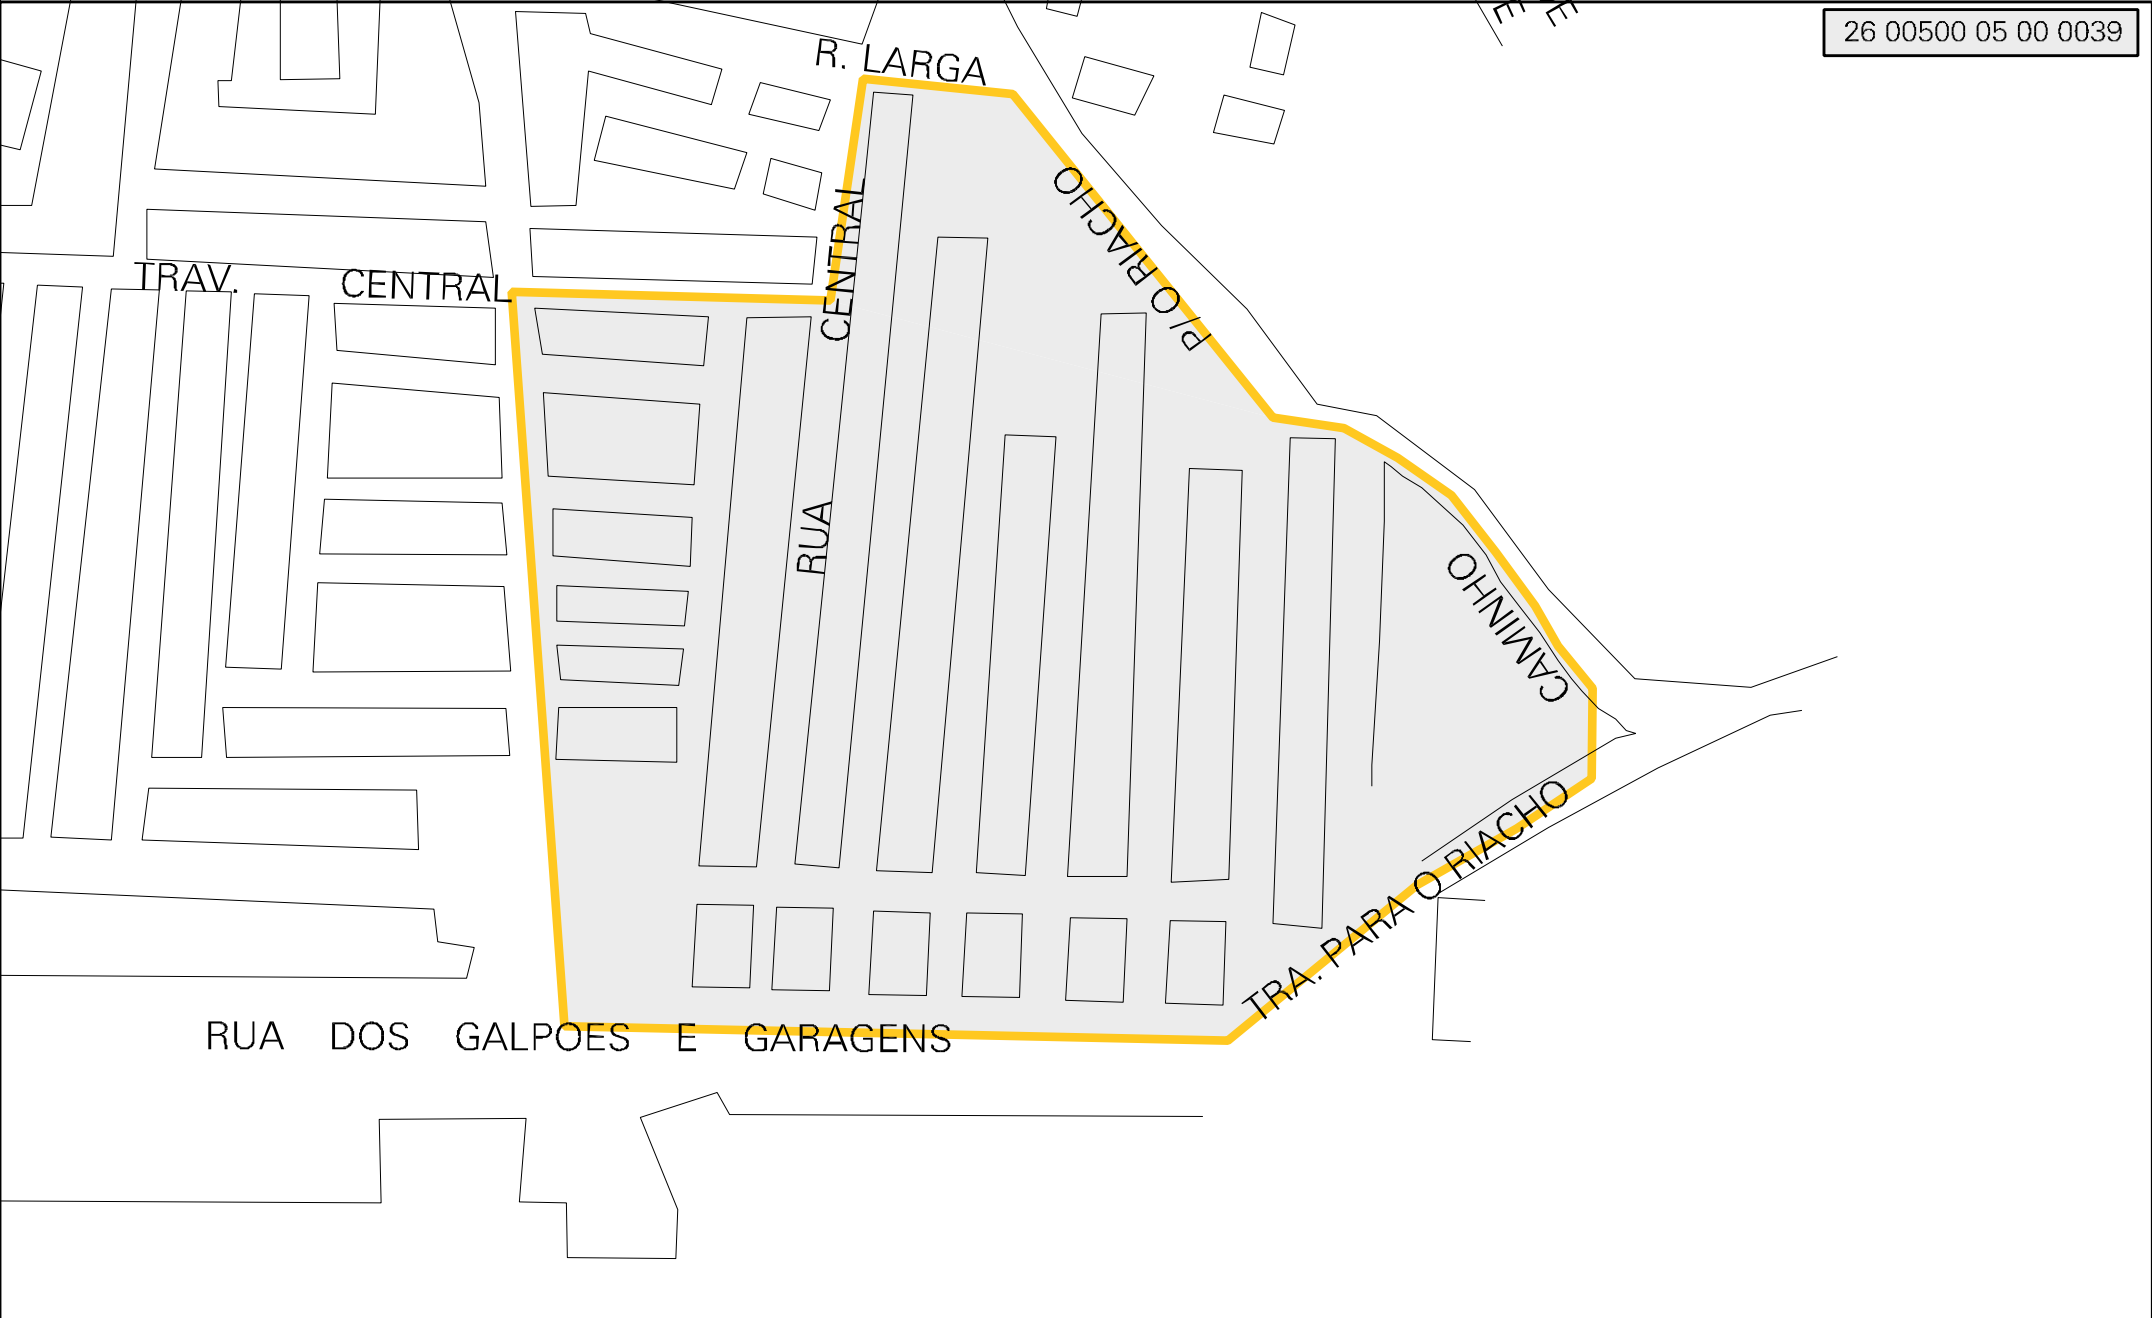 26 00500 05 00 0039
R. LARGA
TRAV. CENTRAL
RUA CENTRAL
CAMINHO P/ O RIACHO
TRA. PARA O RIACHO
RUA DOS GALPOES E GARAGENS